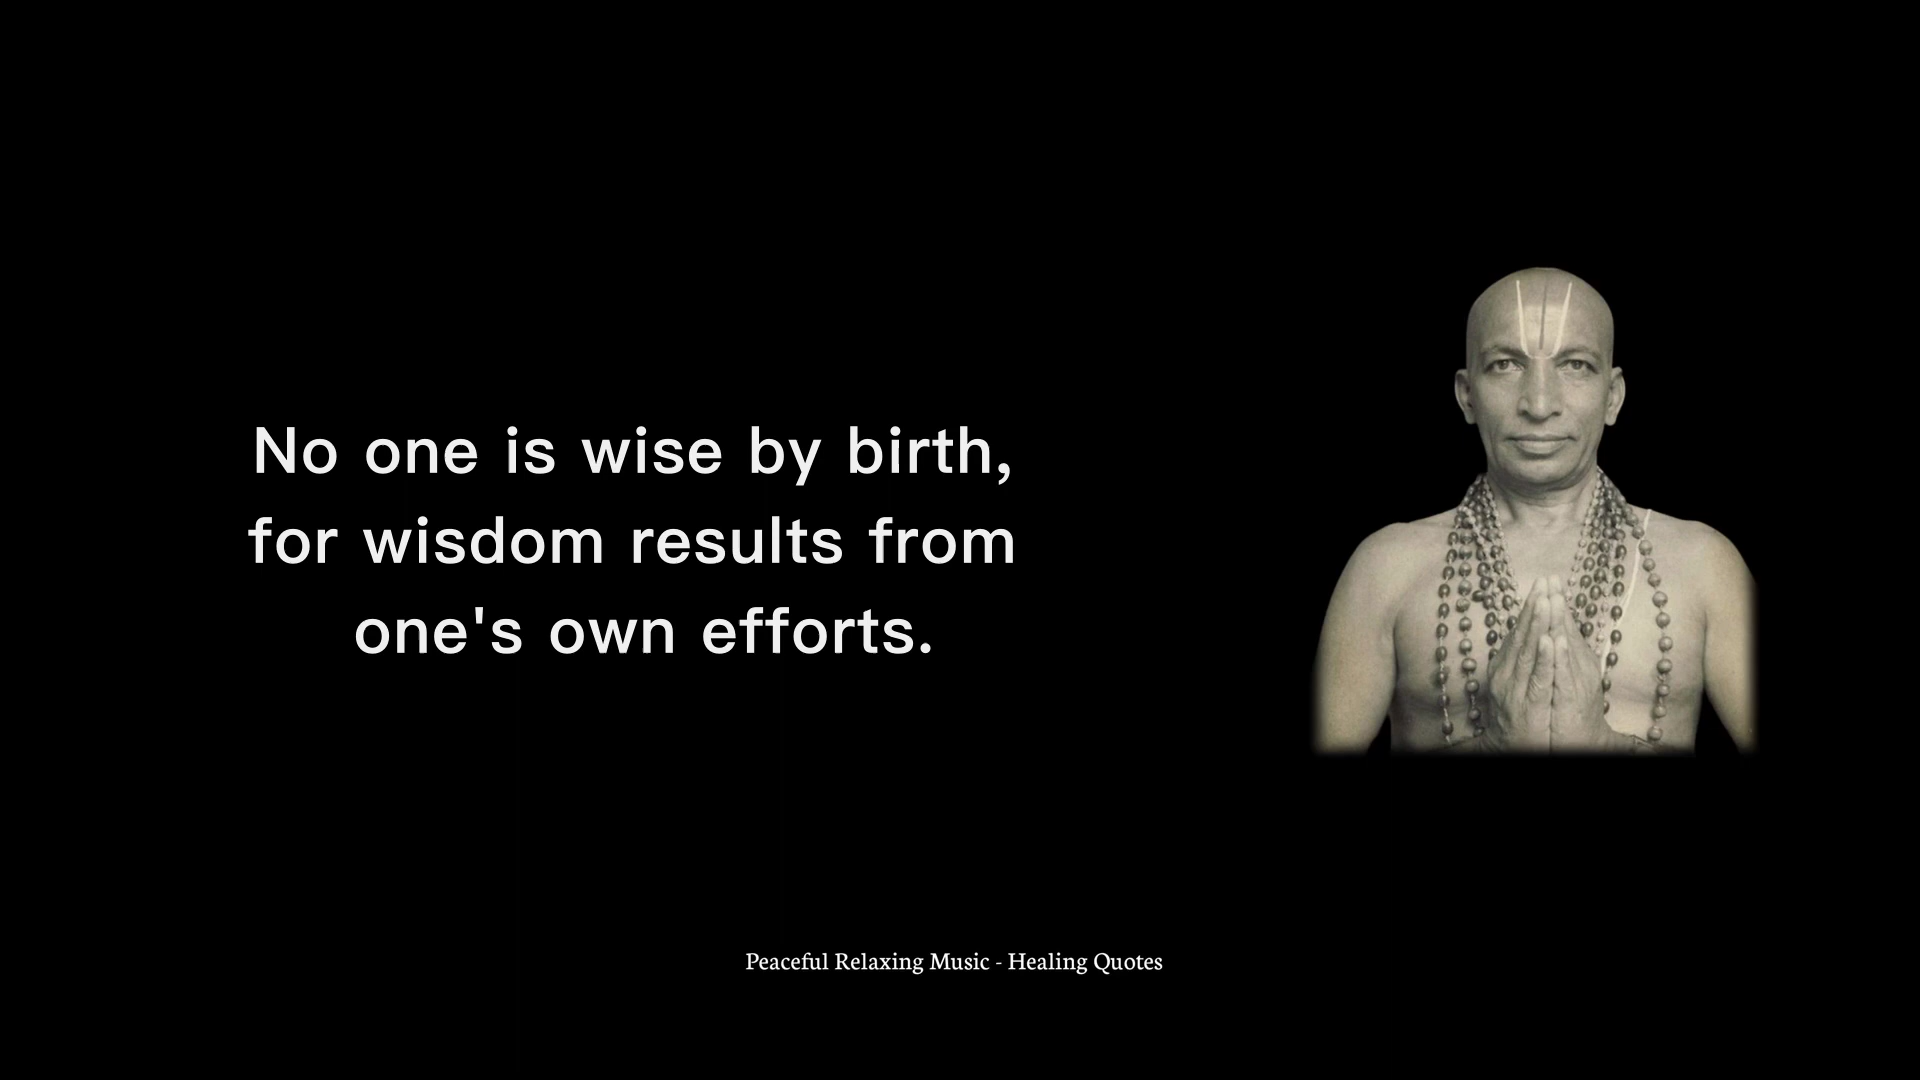 No one is wise by birth,
for wisdom results from
one's own efforts.
Peaceful Relaxing Music - Healing Quotes